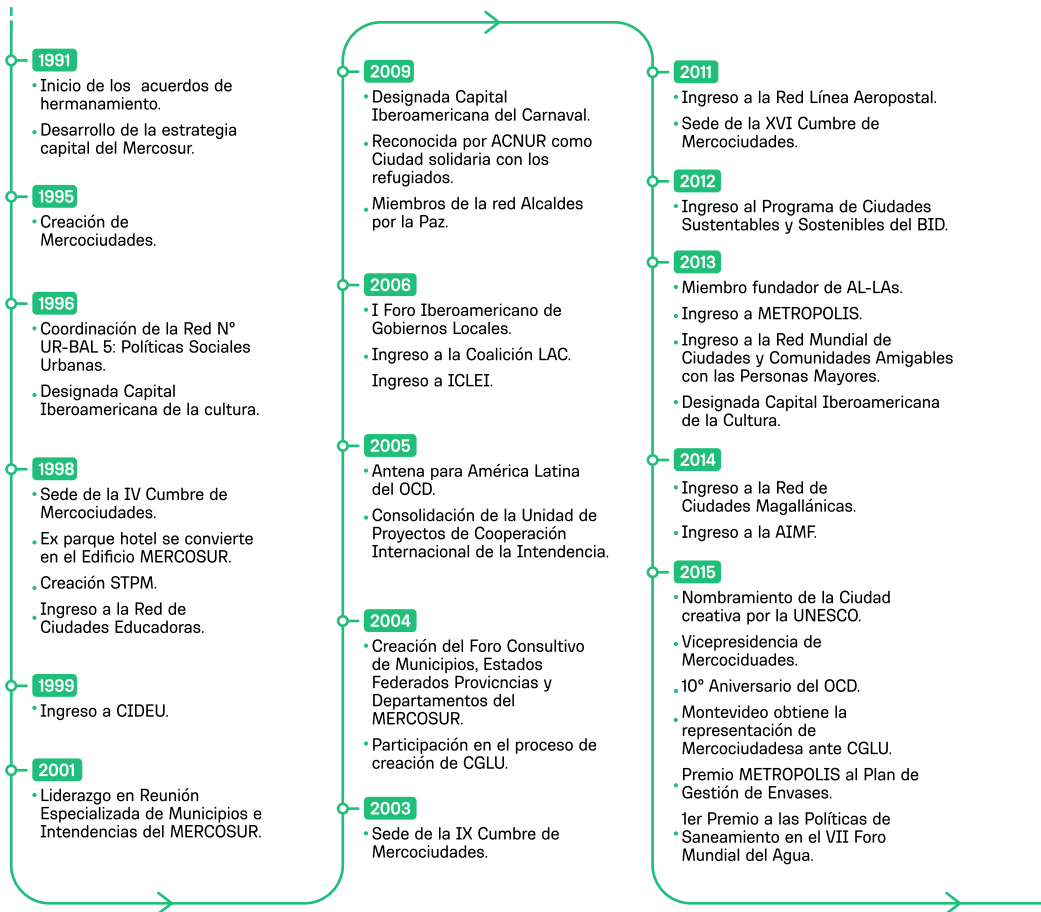 1991
Inicio de los acuerdos de
hermanamiento.
Desarrollo de la estrategia
capital del Mercosur.
1995
Creación de
Mercociudades.
1996
Coordinación de la Red N°
UR-BAL 5: Políticas Sociales
Urbanas.
Designada Capital
Iberoamericana de la cultura.
1998
Sede de la IV Cumbre de
Mercociudades.
Ex parque hotel se convierte
en el Edificio MERCOSUR.
Creación STPM.
Ingreso a la Red de
Ciudades Educadoras.
1999
Ingreso a CIDEU.
2001
Liderazgo en Reunión
Especializada de Municipios e
Intendencias del MERCOSUR.
2009
Designada Capital
Iberoamericana del Carnaval.
Reconocida por ACNUR como
Ciudad solidaria con los
refugiados.
Miembros de la red Alcaldes
por la Paz.
2006
I Foro Iberoamericano de
Gobiernos Locales.
Ingreso a la Coalición LAC.
Ingreso a ICLEI.
2005
Antena para América Latina
del OCD.
Consolidación de la Unidad de
Proyectos de Cooperación
Internacional de la Intendencia.
2004
Creación del Foro Consultivo
de Municipios, Estados
Federados Provicncias y
Departamentos del
MERCOSUR.
Participación en el proceso de
creación de CGLU.
2003
Sede de la IX Cumbre de
Mercociudades.
2011
Ingreso a la Red Línea Aeropostal.
Sede de la XVI Cumbre de
Mercociudades.
2012
Ingreso al Programa de Ciudades
Sustentables y Sostenibles del BID.
2013
Miembro fundador de AL-LAs.
Ingreso a METROPOLIS.
Ingreso a la Red Mundial de
Ciudades y Comunidades Amigables
con las Personas Mayores.
Designada Capital Iberoamericana
de la Cultura.
2014
Ingreso a la Red de
Ciudades Magallánicas.
Ingreso a la AIMF.
2015
Nombramiento de la Ciudad
creativa por la UNESCO.
Vicepresidencia de
Mercociduades.
10° Aniversario del OCD.
Montevideo obtiene la
representación de
Mercociudadesa ante CGLU.
Premio METROPOLIS al Plan de
Gestión de Envases.
1er Premio a las Políticas de
Saneamiento en el VII Foro
Mundial del Agua.